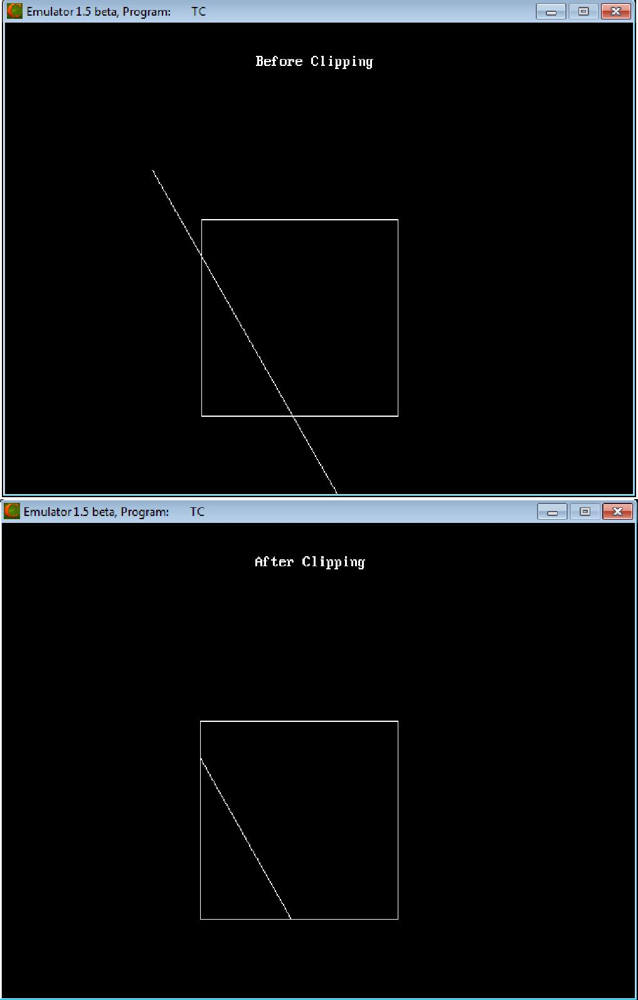 Emulator 1.5 beta, Program: TC
Before Clipping
Emulator 1.5 beta, Program: TC
After Clipping